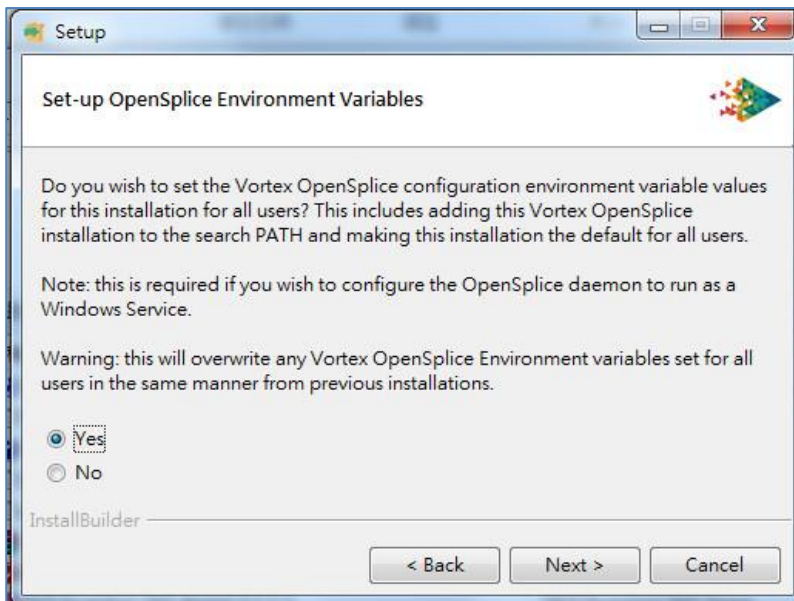 Setup
Set-up OpenSplice Environment Variables
Do you wish to set the Vortex OpenSplice configuration environment variable values
for this installation for all users? This includes adding this Vortex OpenSplice
installation to the search PATH and making this installation the default for all users.
Note: this is required if you wish to configure the OpenSplice daemon to run as a
Windows Service.
Warning: this will overwrite any Vortex OpenSplice Environment variables set for all
users in the same manner from previous installations.
Yes
No
InstallBuilder
< Back
Next >
Cancel